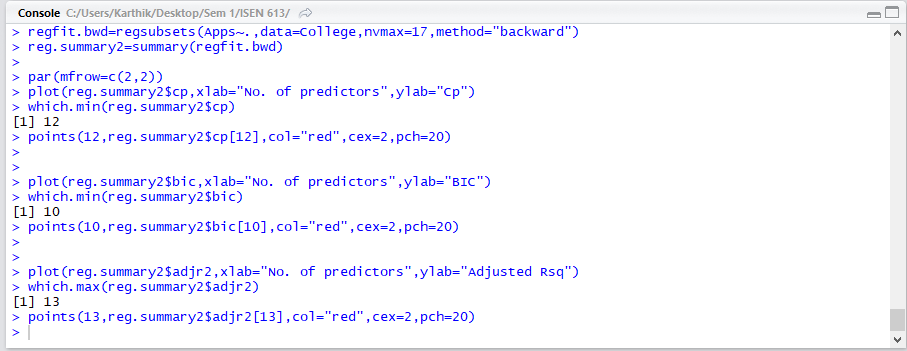 Console C:/Users/Karthik/Desktop/Sem 1/ISEN 613/
> regfit.bwd=regsubsets(Apps~.,data=College,nvmax=17,method="backward")
> reg.summary2=summary(regfit.bwd)
>
> par(mfrow=c(2,2))
> plot(reg.summary2$cp,xlab="No. of predictors",ylab="Cp")
> which.min(reg.summary2$cp)
[1] 12
> points(12,reg.summary2$cp[12],col="red",cex=2,pch=20)
>
>
> plot(reg.summary2$bic,xlab="No. of predictors",ylab="BIC")
> which.min(reg.summary2$bic)
[1] 10
> points(10,reg.summary2$bic[10],col="red",cex=2,pch=20)
>
>
> plot(reg.summary2$adjr2,xlab="No. of predictors",ylab="Adjusted Rsq")
> which.max(reg.summary2$adjr2)
[1] 13
> points(13,reg.summary2$adjr2[13],col="red",cex=2,pch=20)
>